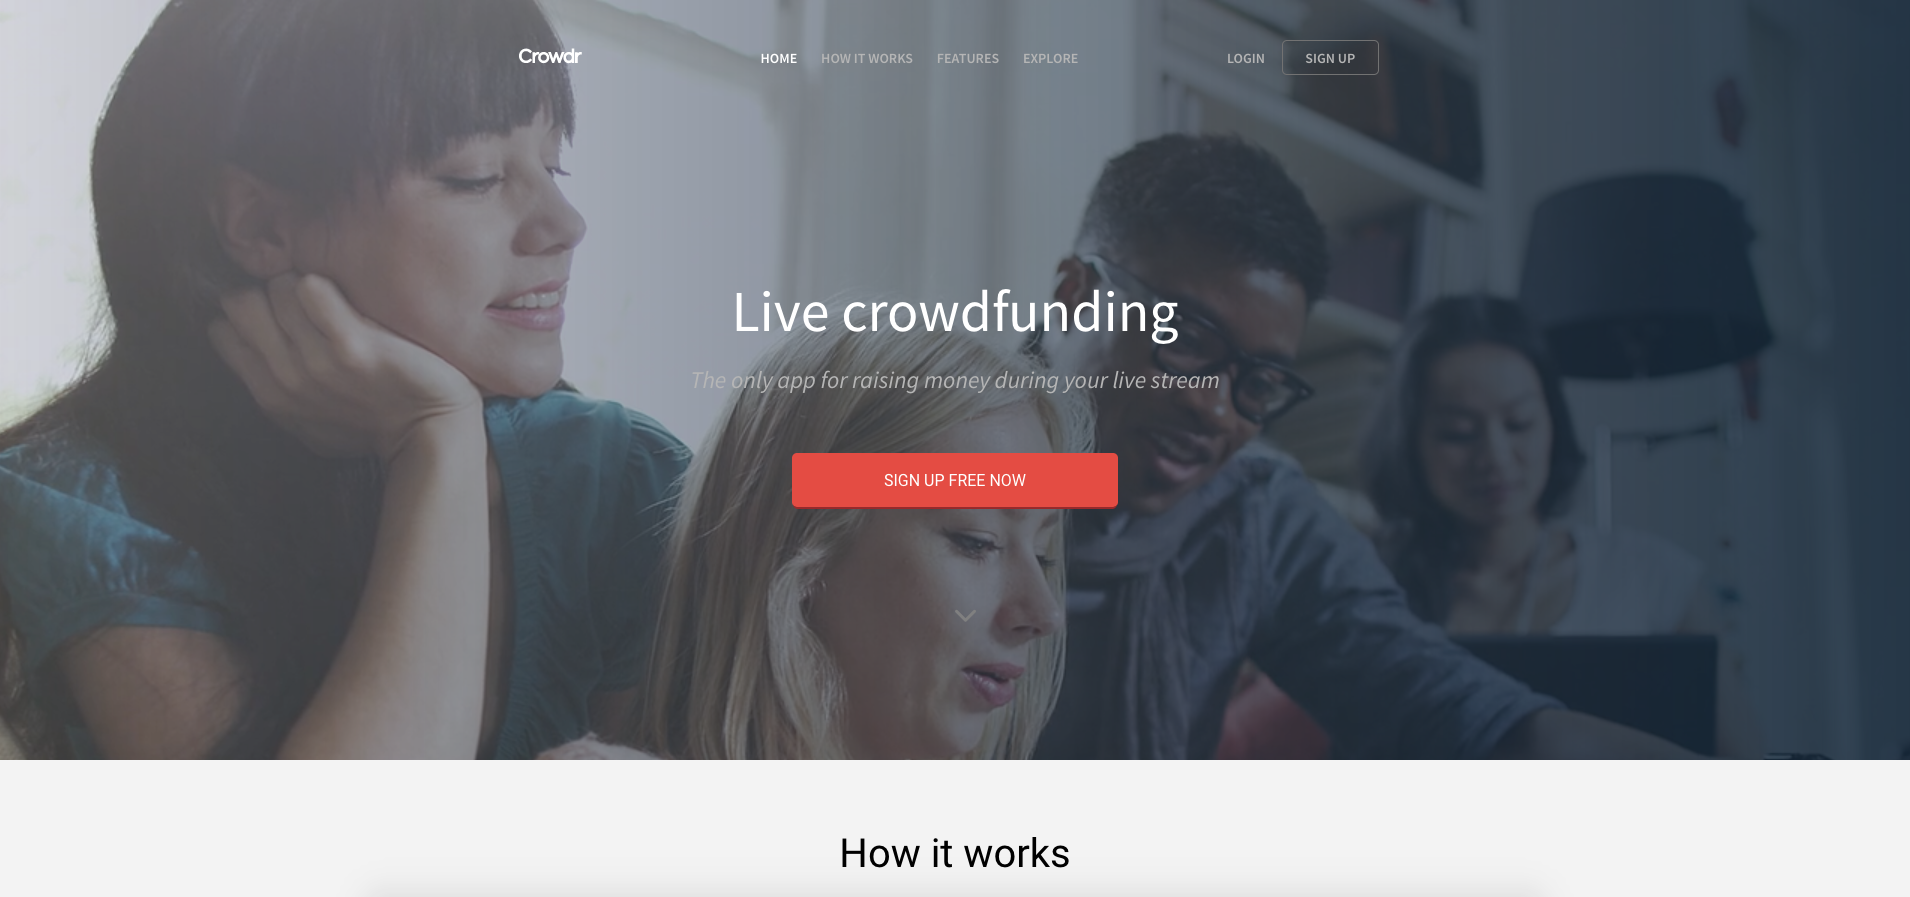 Crowdr
HOME HOW IT WORKS FEATURES EXPLORE
LOGIN SIGN UP
Live crowdfunding
The only app for raising money during your live stream
SIGN UP FREE NOW
How it works